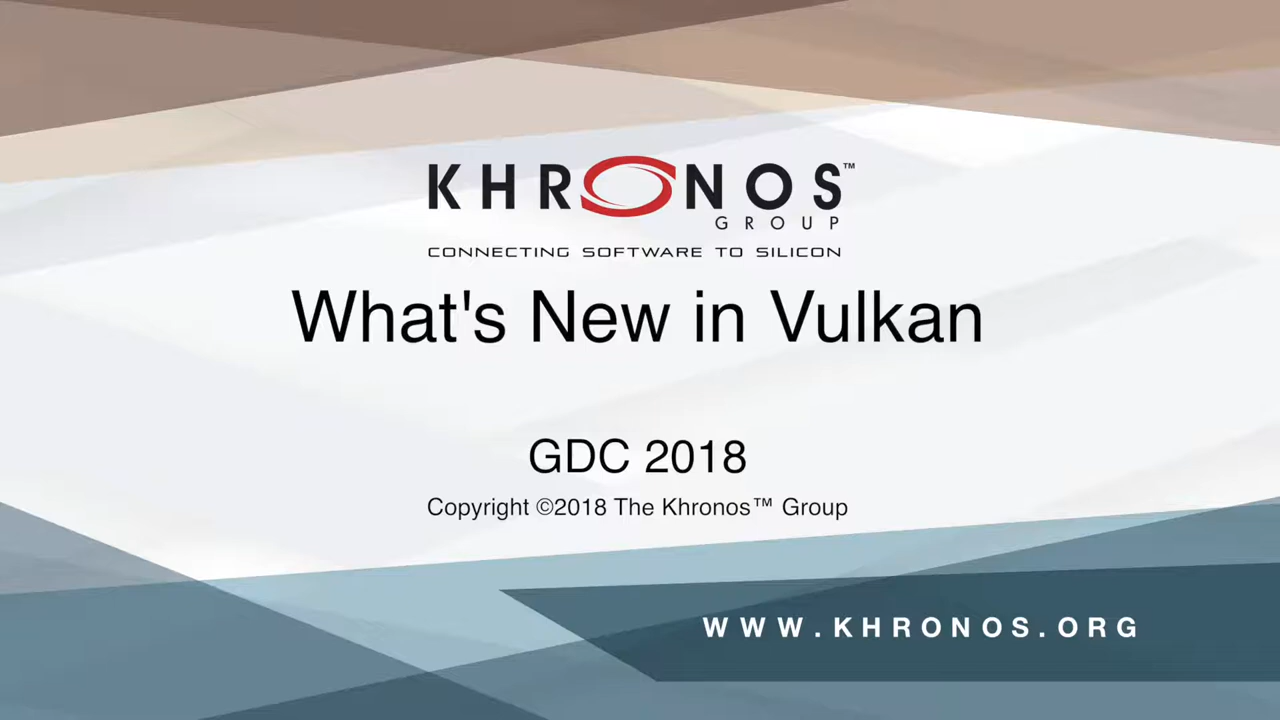 KHRONOS™
GROUP
CONNECTING SOFTWARE TO SILICON
What's New in Vulkan
GDC 2018
Copyright ©2018 The Khronos™ Group
WWW.KHRONOS.ORG